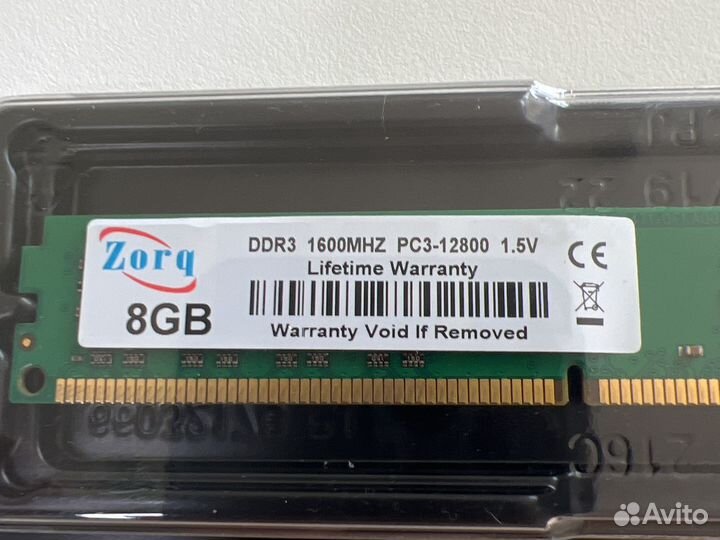 Zorq
8GB
DDR3 1600MHZ PC3-12800 1.5V
Lifetime Warranty
Warranty Void If Removed
CE
Avito